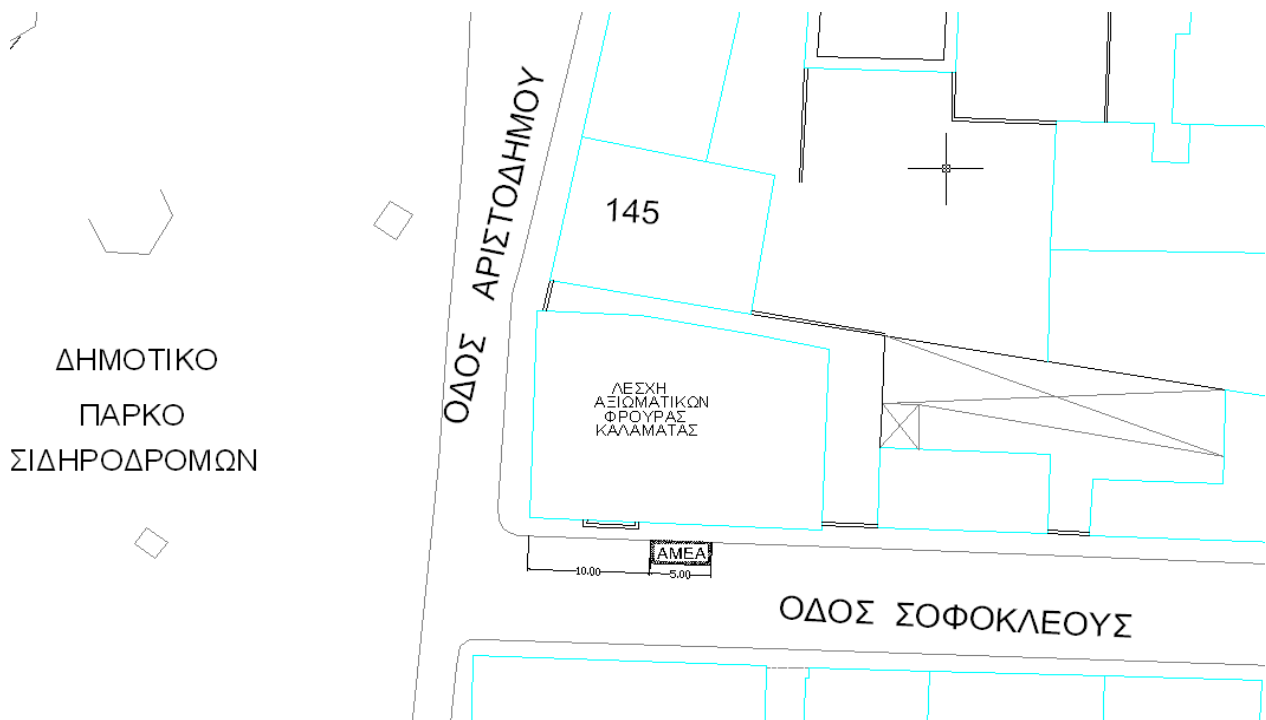 ΟΔΟΣ ΑΡΙΣΤΟΔΗΜΟΥ
145
ΔΗΜΟΤΙΚΟ
ΠΑΡΚΟ
ΣΙΔΗΡΟΔΡΟΜΩΝ
ΛΕΣΧΗ
ΑΞΙΩΜΑΤΙΚΩΝ
ΦΡΟΥΡΑΣ
ΚΑΛΑΜΑΤΑΣ
ΑΜΕΑ
10.00
5.00
ΟΔΟΣ ΣΟΦΟΚΛΕΟΥΣ